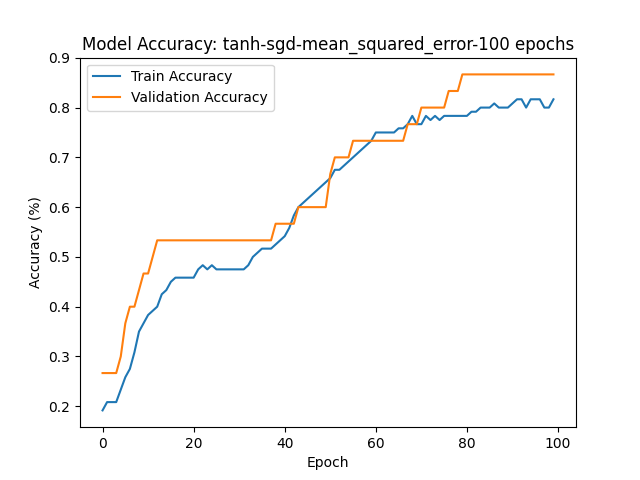 Model Accuracy: tanh-sgd-mean_squared_error-100 epochs
Train Accuracy
Validation Accuracy
Accuracy (%)
0.9
0.8
0.7
0.6
0.5
0.4
0.3
0.2
0 20 40 60 80 100
Epoch